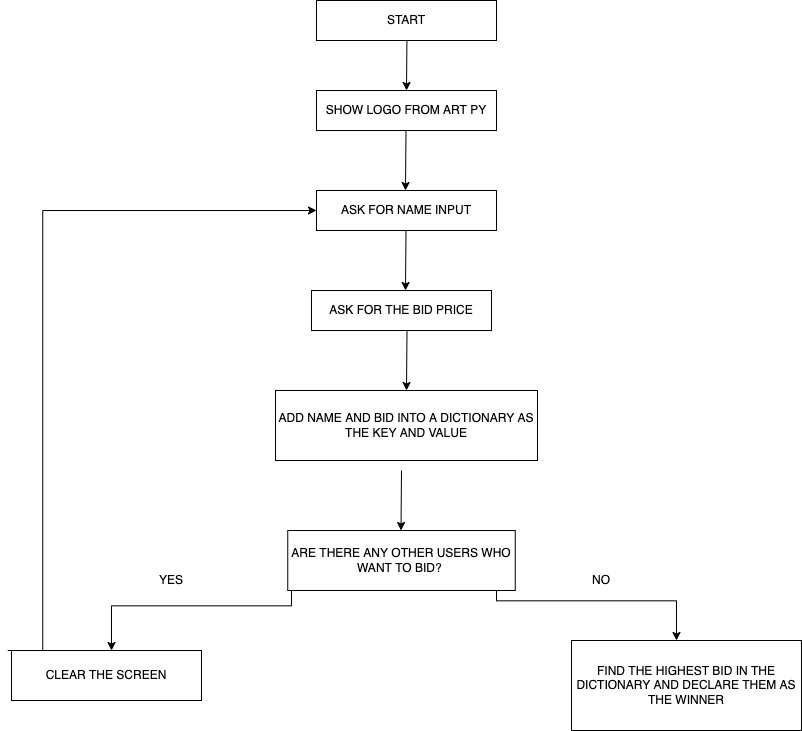 START
SHOW LOGO FROM ART PY
ASK FOR NAME INPUT
ASK FOR THE BID PRICE
ADD NAME AND BID INTO A DICTIONARY AS
THE KEY AND VALUE
ARE THERE ANY OTHER USERS WHO
WANT TO BID?
YES
NO
CLEAR THE SCREEN
FIND THE HIGHEST BID IN THE
DICTIONARY AND DECLARE THEM AS
THE WINNER